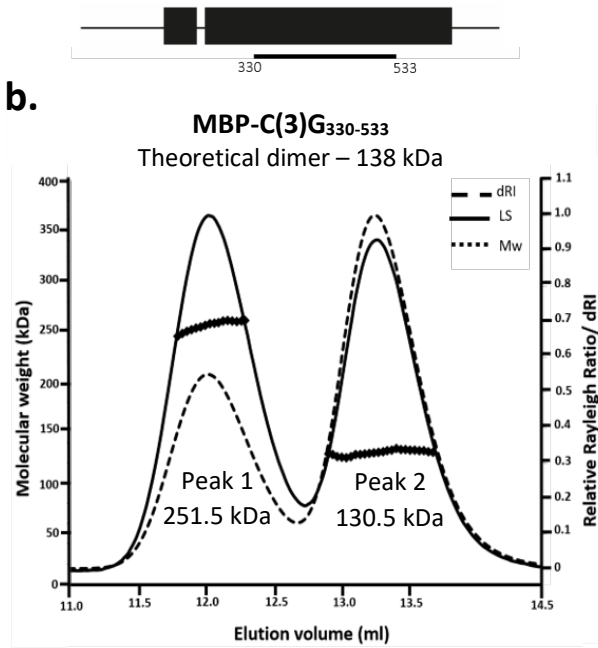 330 533
b.
MBP-C(3)G330-533
Theoretical dimer – 138 kDa
400
350
300
250
200
150
100
50
0
Molecular weight (kDa)
1.1
1.0
0.9
0.8
0.7
0.6
0.5
0.4
0.3
0.2
0.1
0
Relative Rayleigh Ratio/ dRI
dRI
LS
Mw
Peak 1
251.5 kDa
Peak 2
130.5 kDa
11.0 11.5 12.0 12.5 13.0 13.5 14.5
Elution volume (ml)